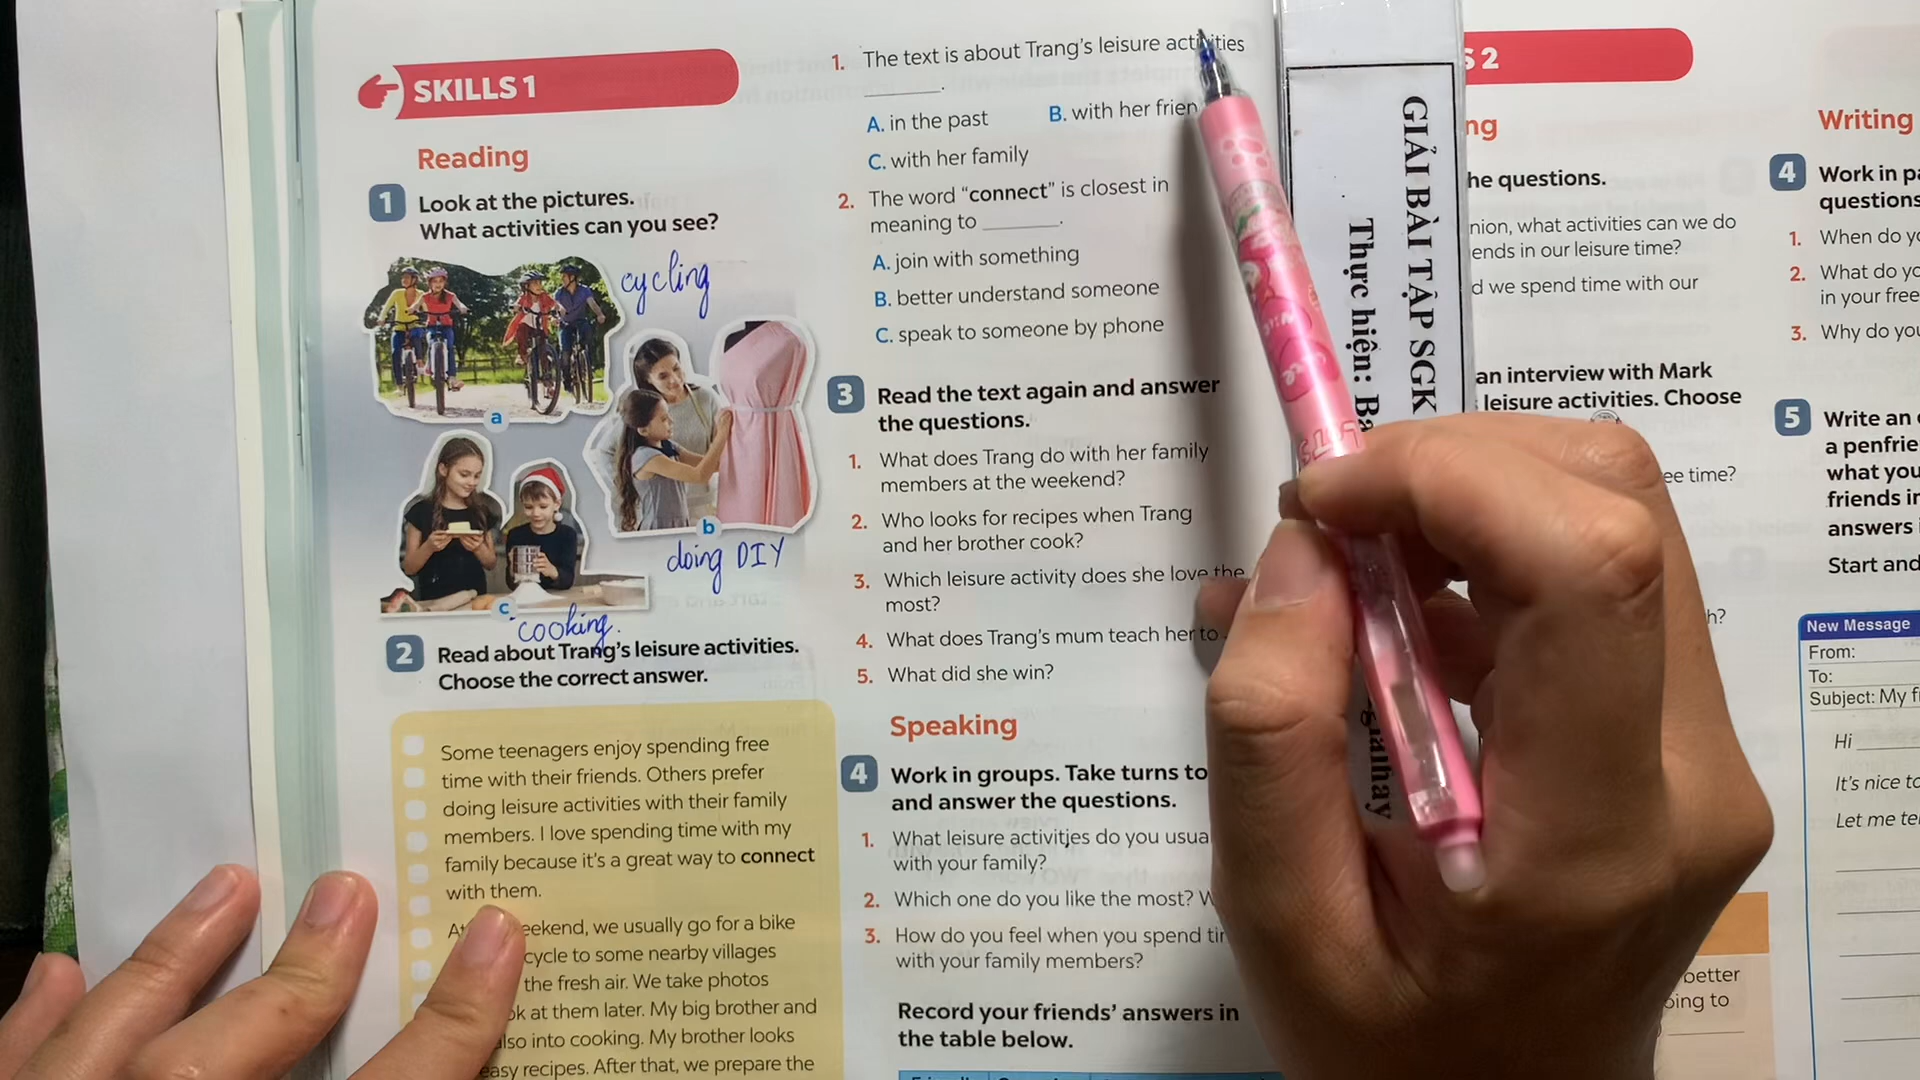 SKILLS 1
Reading
1 Look at the pictures.
What activities can you see?
cycling
a
b
doing DIY
c
cooking.
2 Read about Trang's leisure activities.
Choose the correct answer.
Some teenagers enjoy spending free
time with their friends. Others prefer
doing leisure activities with their family
members. I love spending time with my
family because it's a great way to connect
with them.
eekend, we usually go for a bike
cycle to some nearby villages
the fresh air. We take photos
ok at them later. My big brother and
also into cooking. My brother looks
easy recipes. After that, we prepare the
1. The text is about Trang's leisure activities
______.
A. in the past B. with her frien
C. with her family
2. The word "connect" is closest in
meaning to ______.
A. join with something
B. better understand someone
C. speak to someone by phone
3 Read the text again and answer
the questions.
1. What does Trang do with her family
members at the weekend?
2. Who looks for recipes when Trang
and her brother cook?
3. Which leisure activity does she love the
most?
4. What does Trang's mum teach her to
5. What did she win?
Speaking
4 Work in groups. Take turns to
and answer the questions.
1. What leisure activities do you usua
with your family?
2. Which one do you like the most? W
3. How do you feel when you spend tim
with your family members?
Record your friends' answers in
the table below.
GIẢI BÀI TẬP SGK
Thực hiện: Ba
giaihay
S 2
ng
he questions.
nion, what activities can we do
ends in our leisure time?
d we spend time with our
an interview with Mark
leisure activities. Choose
ee time?
h?
better
oing to
Writing
4 Work in pa
questions
1. When do yo
2. What do yo
in your free
3. Why do you
5 Write an
a penfrie
what you
friends in
answers
Start and
New Message
From:
To:
Subject: My f
Hi
It's nice to
Let me te